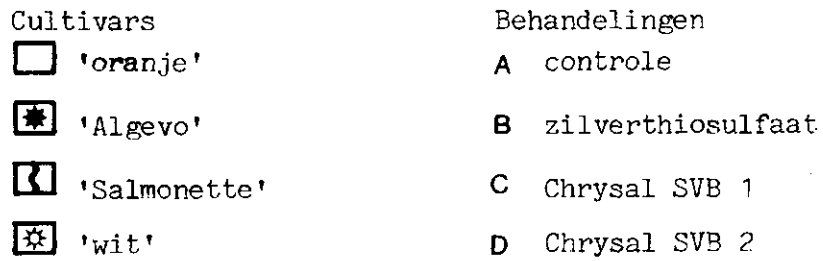 Cultivars
'oranje'
'Algevo'
'Salmonette'
'wit'
Behandelingen
A controle
B zilverthiosulfaat
C Chrysal SVB 1
D Chrysal SVB 2